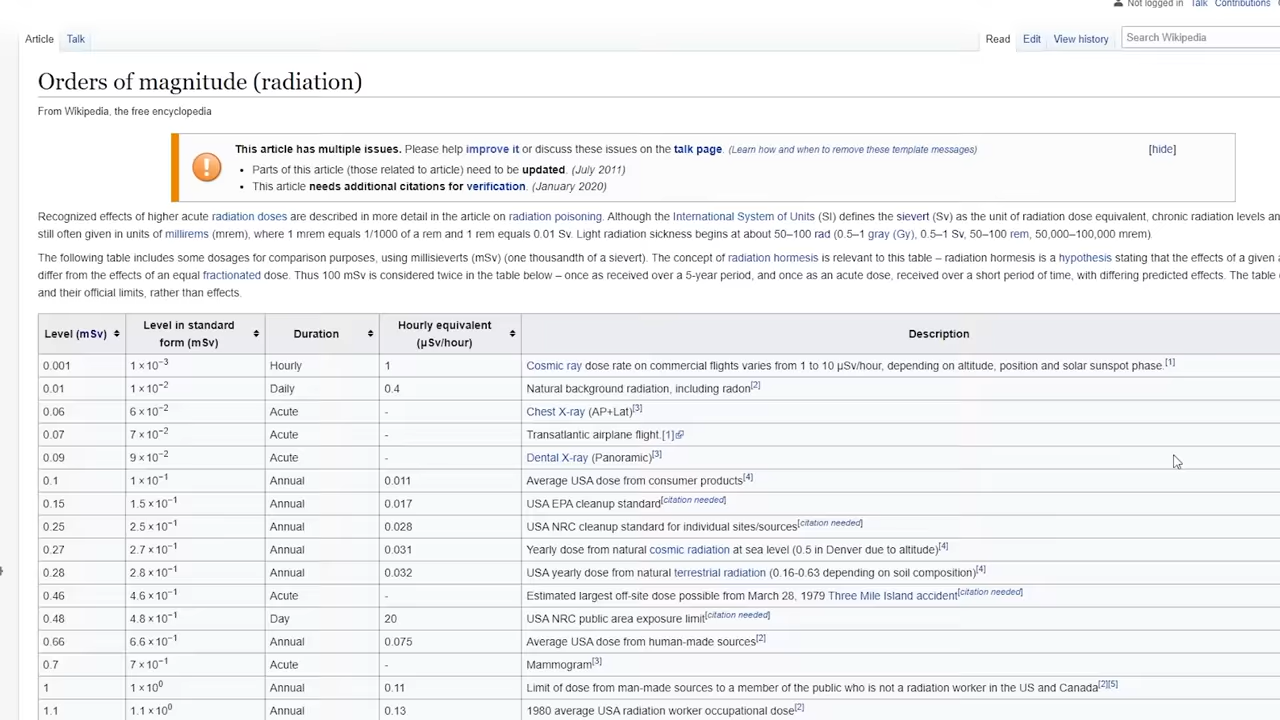 Not logged in Talk Contributions
Article Talk Read Edit View history Search Wikipedia
Orders of magnitude (radiation)
From Wikipedia, the free encyclopedia
This article has multiple issues. Please help improve it or discuss these issues on the talk page. (Learn how and when to remove these template messages) [hide]
• Parts of this article (those related to article) need to be updated. (July 2011)
• This article needs additional citations for verification. (January 2020)
Recognized effects of higher acute radiation doses are described in more detail in the article on radiation poisoning. Although the International System of Units (SI) defines the sievert (Sv) as the unit of radiation dose equivalent, chronic radiation levels an
still often given in units of millirems (mrem), where 1 mrem equals 1/1000 of a rem and 1 rem equals 0.01 Sv. Light radiation sickness begins at about 50–100 rad (0.5–1 gray (Gy), 0.5–1 Sv, 50–100 rem, 50,000–100,000 mrem).
The following table includes some dosages for comparison purposes, using millisieverts (mSv) (one thousandth of a sievert). The concept of radiation hormesis is relevant to this table – radiation hormesis is a hypothesis stating that the effects of a given a
differ from the effects of an equal fractionated dose. Thus 100 mSv is considered twice in the table below – once as received over a 5-year period, and once as an acute dose, received over a short period of time, with differing predicted effects. The table
and their official limits, rather than effects.
Level (mSv) Level in standard form (mSv) Duration Hourly equivalent (μSv/hour) Description
0.001 1 × 10⁻³ Hourly 1 Cosmic ray dose rate on commercial flights varies from 1 to 10 μSv/hour, depending on altitude, position and solar sunspot phase.[1]
0.01 1 × 10⁻² Daily 0.4 Natural background radiation, including radon[2]
0.06 6 × 10⁻² Acute - Chest X-ray (AP+Lat)[3]
0.07 7 × 10⁻² Acute - Transatlantic airplane flight.[1]
0.09 9 × 10⁻² Acute - Dental X-ray (Panoramic)[3]
0.1 1 × 10⁻¹ Annual 0.011 Average USA dose from consumer products[4]
0.15 1.5 × 10⁻¹ Annual 0.017 USA EPA cleanup standard[citation needed]
0.25 2.5 × 10⁻¹ Annual 0.028 USA NRC cleanup standard for individual sites/sources[citation needed]
0.27 2.7 × 10⁻¹ Annual 0.031 Yearly dose from natural cosmic radiation at sea level (0.5 in Denver due to altitude)[4]
0.28 2.8 × 10⁻¹ Annual 0.032 USA yearly dose from natural terrestrial radiation (0.16-0.63 depending on soil composition)[4]
0.46 4.6 × 10⁻¹ Acute - Estimated largest off-site dose possible from March 28, 1979 Three Mile Island accident[citation needed]
0.48 4.8 × 10⁻¹ Day 20 USA NRC public area exposure limit[citation needed]
0.66 6.6 × 10⁻¹ Annual 0.075 Average USA dose from human-made sources[2]
0.7 7 × 10⁻¹ Acute - Mammogram[3]
1 1 × 10⁰ Annual 0.11 Limit of dose from man-made sources to a member of the public who is not a radiation worker in the US and Canada[2][5]
1.1 1.1 × 10⁰ Annual 0.13 1980 average USA radiation worker occupational dose[2]